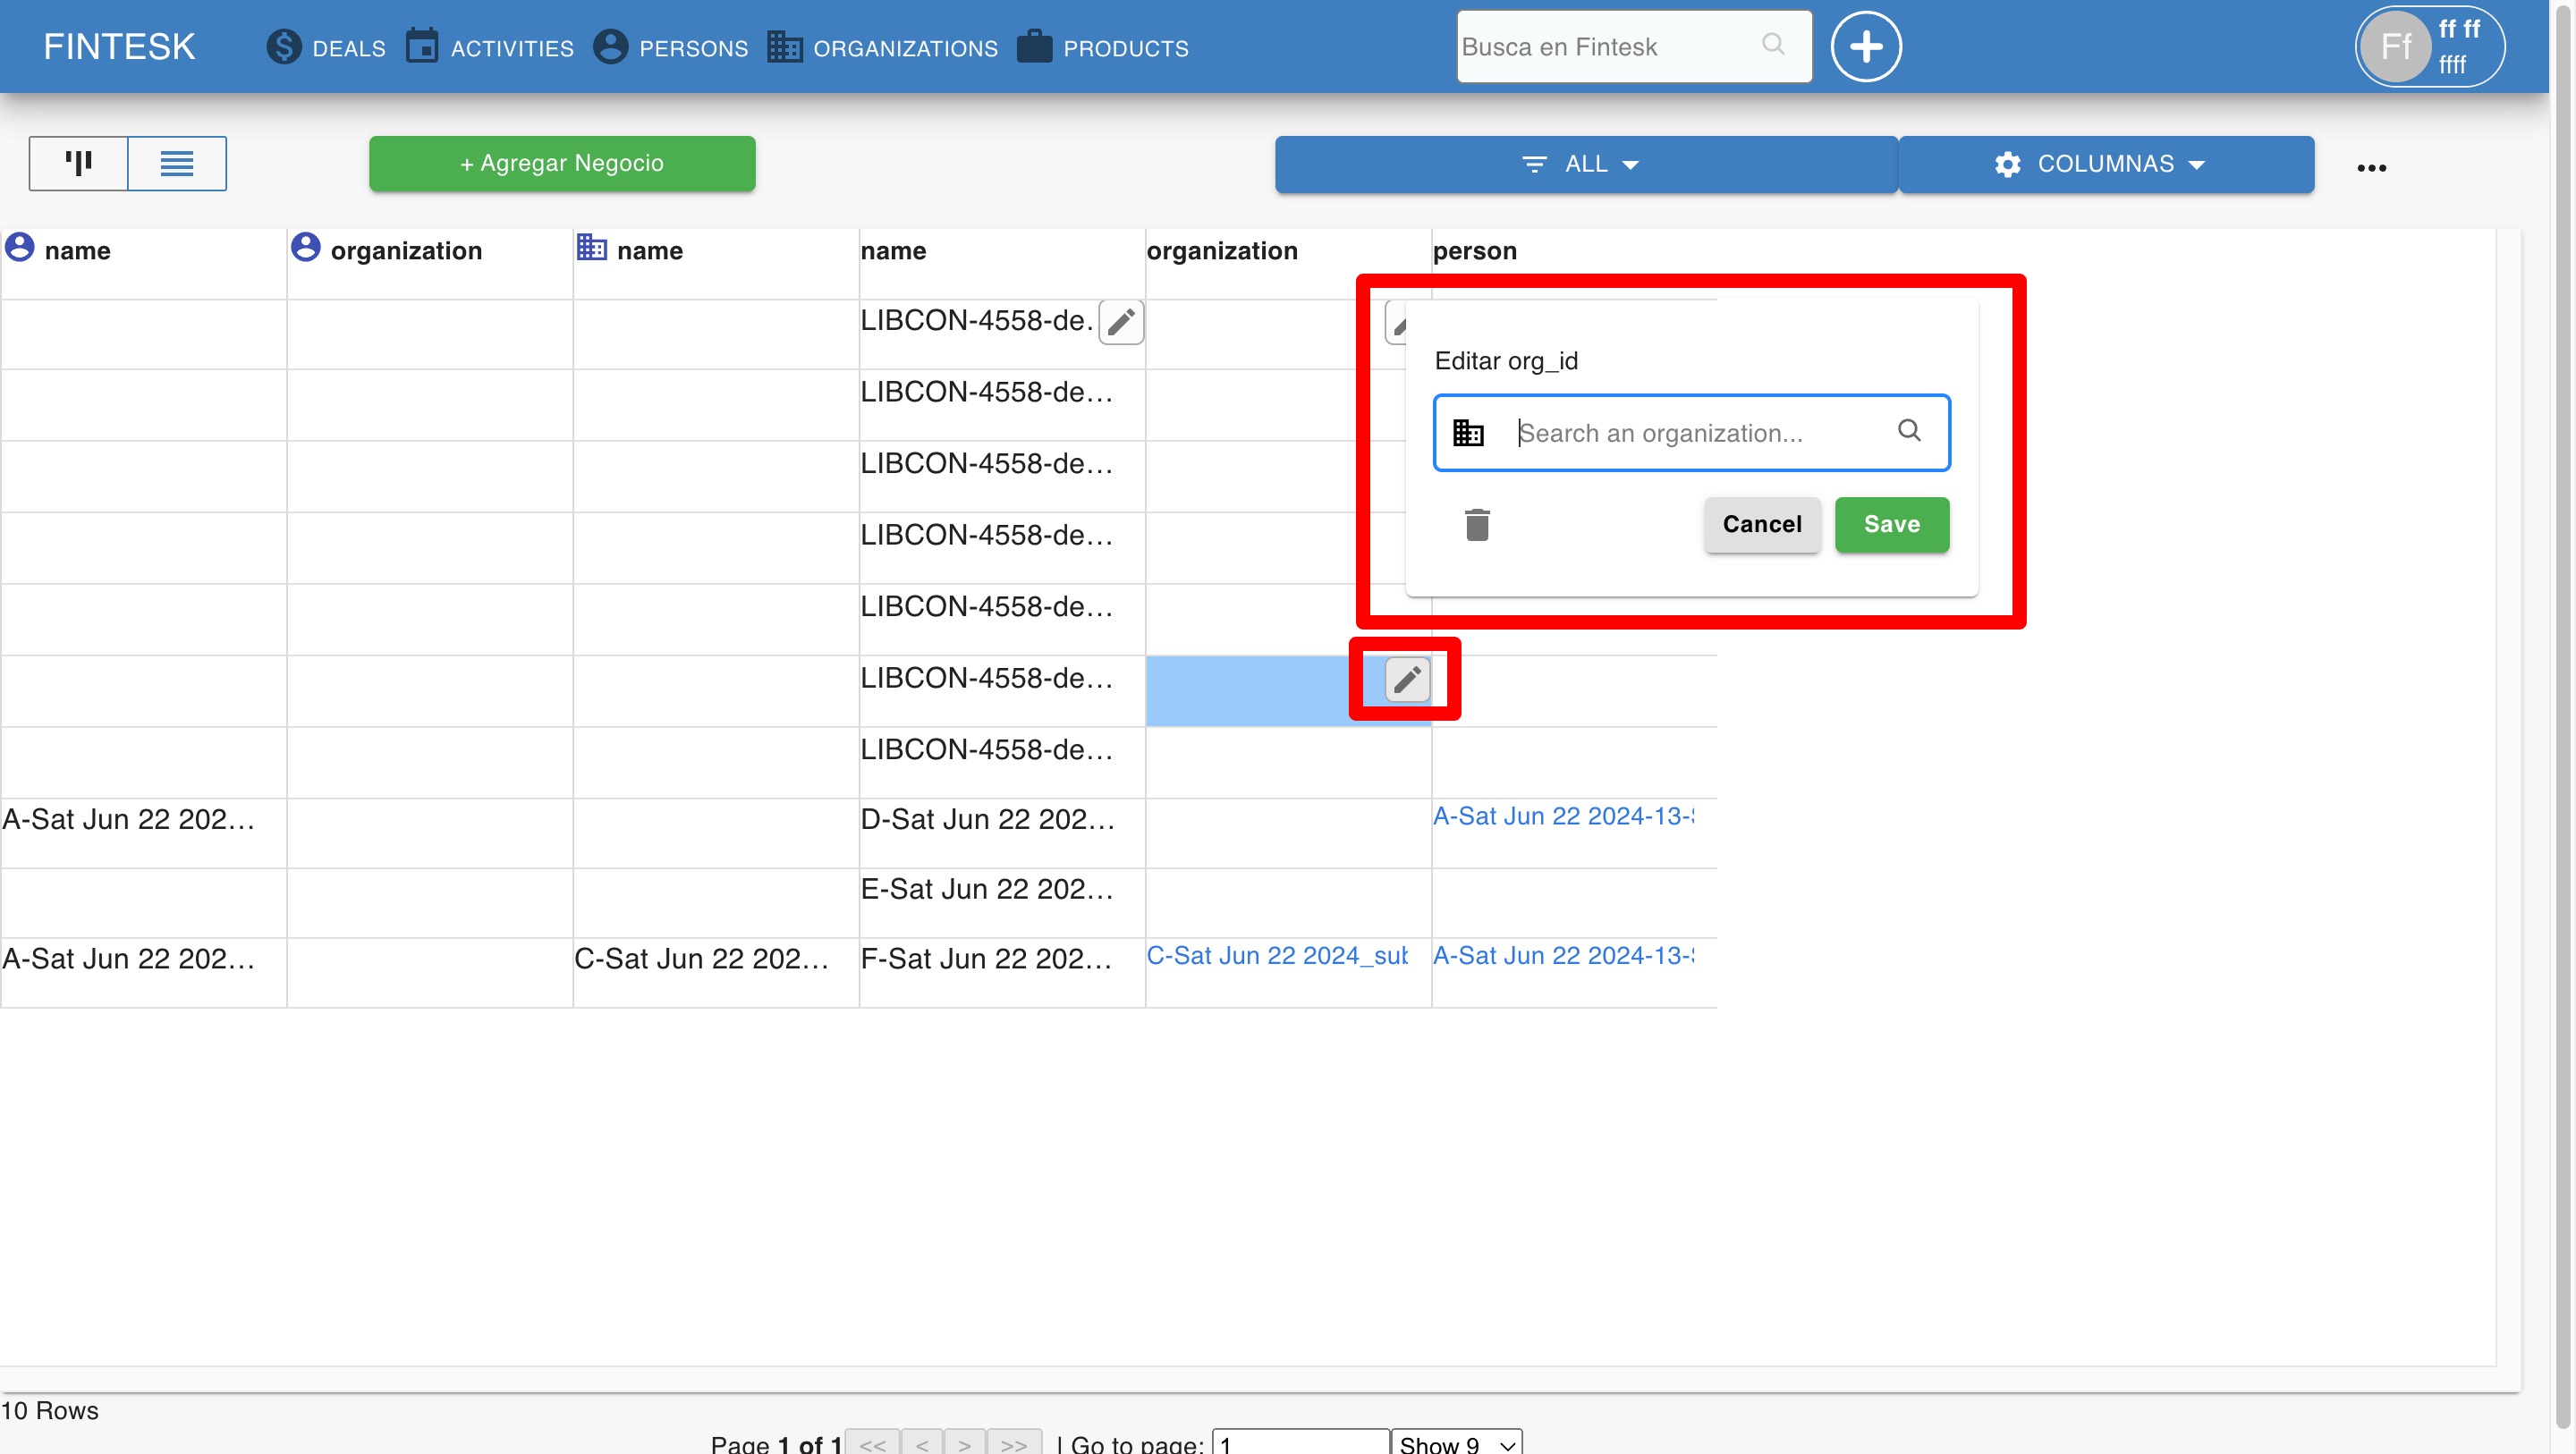 FINTESK DEALS ACTIVITIES PERSONS ORGANIZATIONS PRODUCTS Busca en Fintesk Ff ff ff
ffff
+ Agregar Negocio ALL COLUMNAS
name organization name name organization person
LIBCON-4558-de.
Editar org_id
LIBCON-4558-de...
Search an organization...
LIBCON-4558-de...
LIBCON-4558-de...
Cancel Save
LIBCON-4558-de...
LIBCON-4558-de...
LIBCON-4558-de...
A-Sat Jun 22 202... D-Sat Jun 22 202... A-Sat Jun 22 2024-13-
E-Sat Jun 22 202...
A-Sat Jun 22 202... C-Sat Jun 22 202... F-Sat Jun 22 202... C-Sat Jun 22 2024_sub A-Sat Jun 22 2024-13-
10 Rows
Page 1 of 1 << < > >> | Go to page: 1 Show 9